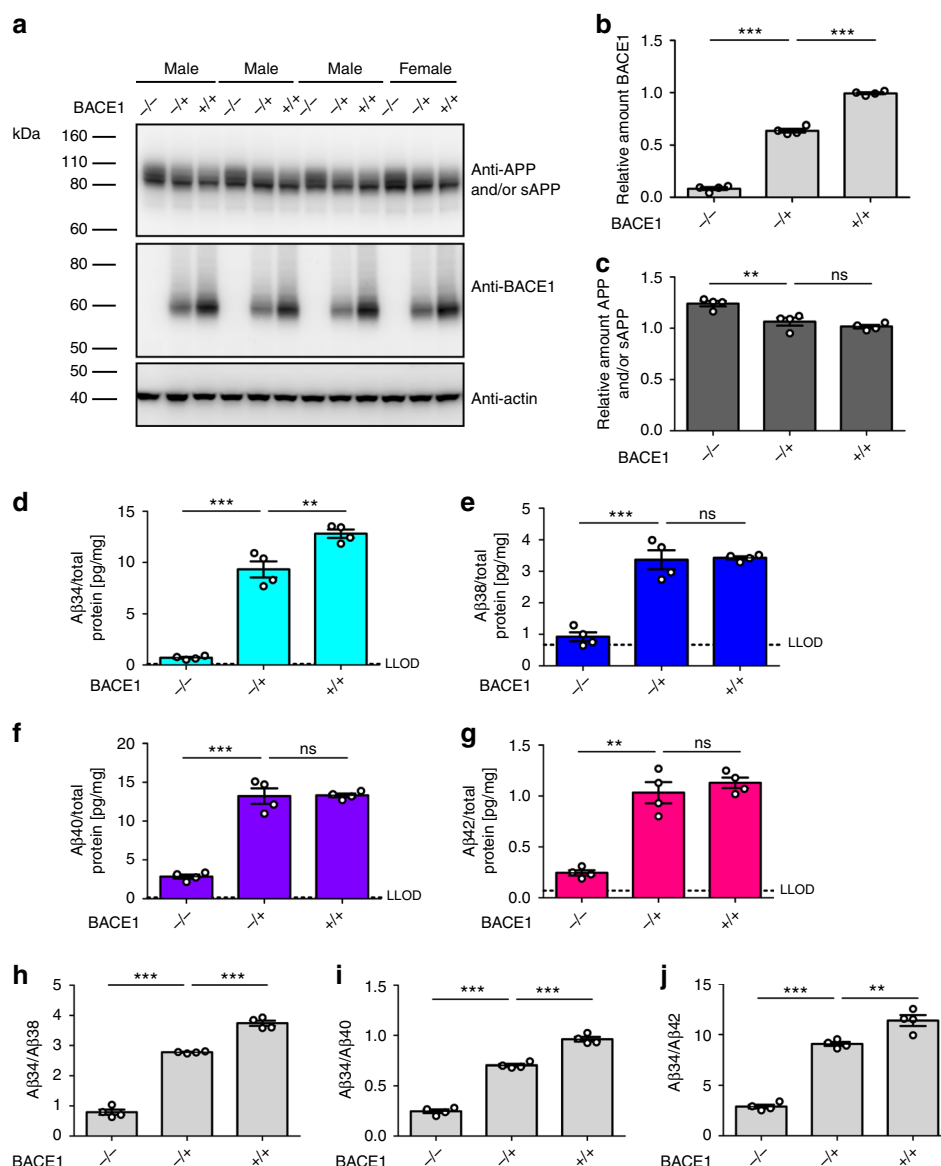 a
Male Male Male Female
BACE1 –/– –/+ +/+ –/– –/+ +/+ –/– –/+ +/+ –/– –/+ +/+
kDa
160
110
80
60
Anti-APP
and/or sAPP
80
60
50
Anti-BACE1
50
40
Anti-actin
b
Relative amount BACE1
1.5
1.0
0.5
0.0
*** ***
BACE1 –/– –/+ +/+
c
Relative amount APP
and/or sAPP
1.5
1.0
0.5
0.0
** ns
BACE1 –/– –/+ +/+
d
Aβ34/total
protein [pg/mg]
15
10
5
0
*** **
LLOD
BACE1 –/– –/+ +/+
e
Aβ38/total
protein [pg/mg]
5
4
3
2
1
0
*** ns
LLOD
BACE1 –/– –/+ +/+
f
Aβ40/total
protein [pg/mg]
20
15
10
5
0
*** ns
LLOD
BACE1 –/– –/+ +/+
g
Aβ42/total
protein [pg/mg]
1.5
1.0
0.5
0.0
** ns
LLOD
BACE1 –/– –/+ +/+
h
Aβ34/Aβ38
5
4
3
2
1
0
*** ***
BACE1 –/– –/+ +/+
i
Aβ34/Aβ40
1.5
1.0
0.5
0.0
*** ***
BACE1 –/– –/+ +/+
j
Aβ34/Aβ42
15
10
5
0
*** **
BACE1 –/– –/+ +/+